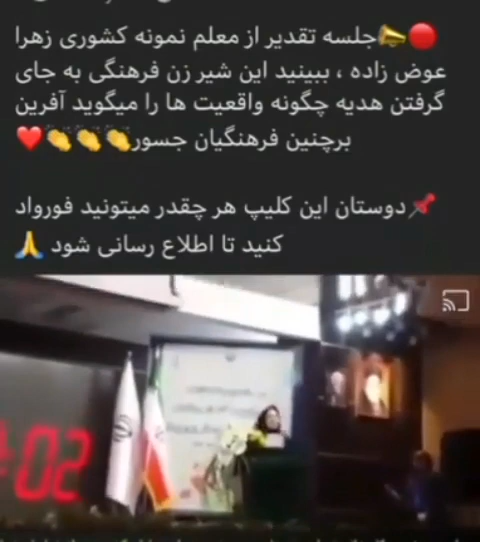 🔴📣جلسه تقدیر از معلم نمونه کشوری زهرا
عوض زاده ، ببینید این شیر زن فرهنگی به جای
گرفتن هدیه چگونه واقعیت ها را میگوید آفرین
برچنین فرهنگیان جسور👏👏👏❤️
📌دوستان این کلیپ هر چقدر میتونید فورواد
کنید تا اطلاع رسانی شود 🙏
:02